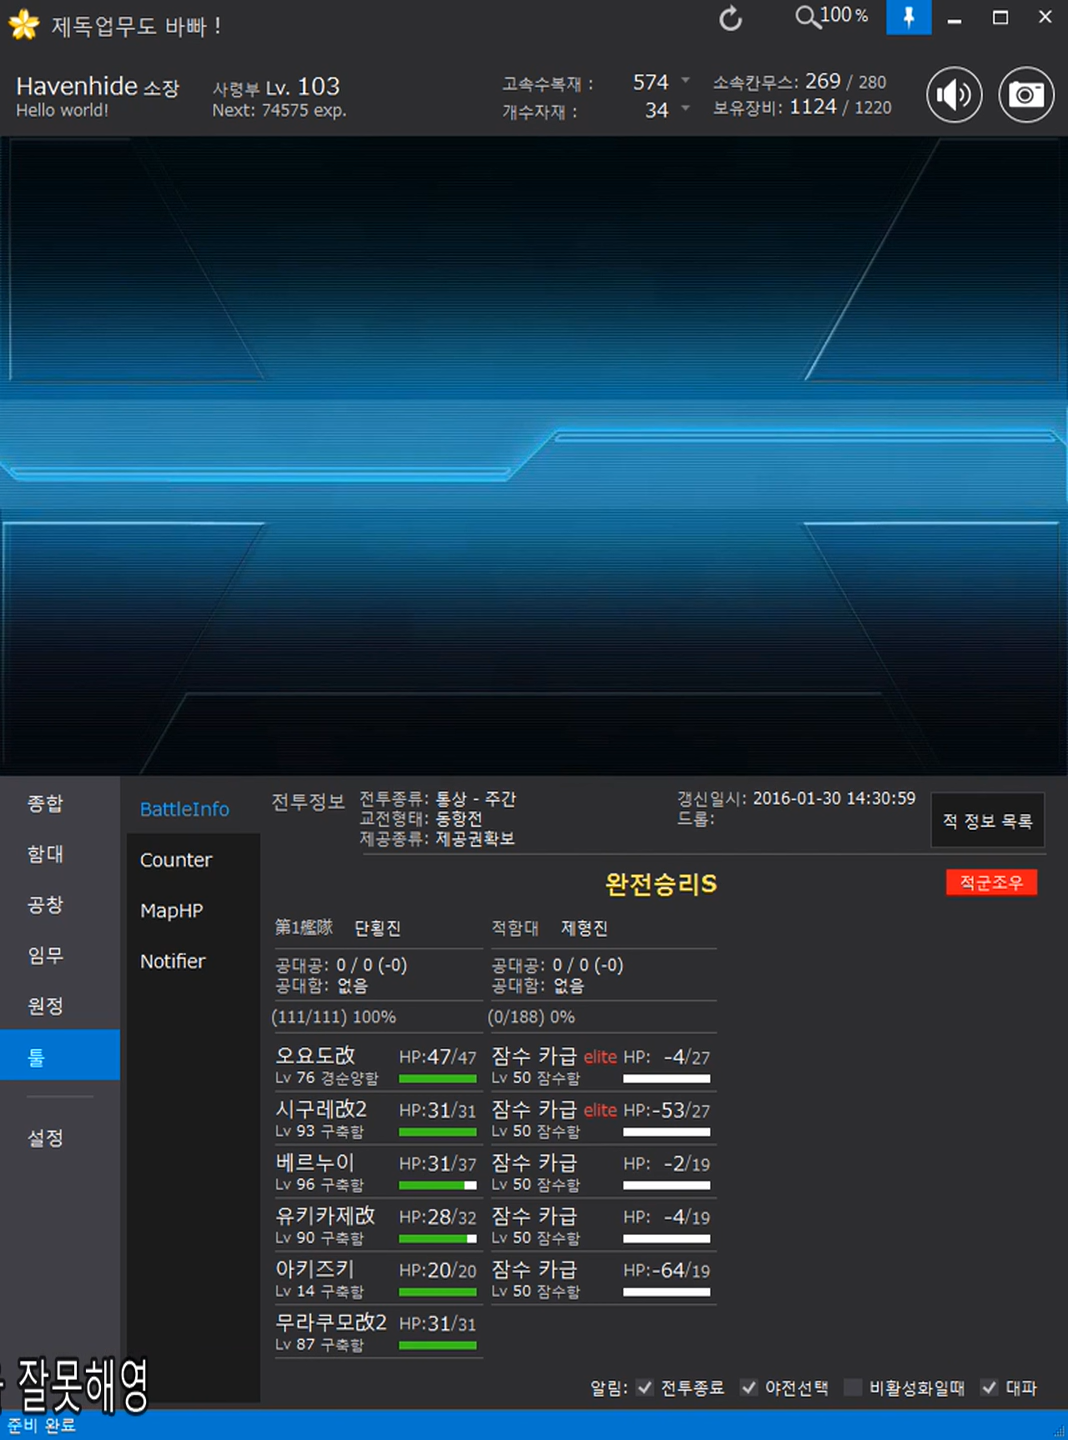 제독업무도 바빠 !
100 %
Havenhide 소장
Hello world!
사령부 Lv. 103
Next: 74575 exp.
고속수복재 : 574
개수자재 : 34
소속칸무스: 269 / 280
보유장비: 1124 / 1220
종합
함대
공창
임무
원정
툴
설정
BattleInfo
Counter
MapHP
Notifier
전투정보
전투종류: 통상 - 주간
교전형태: 동항전
제공종류: 제공권확보
갱신일시: 2016-01-30 14:30:59
드롭:
적 정보 목록
완전승리S
적군조우
第1艦隊 단횡진
공대공: 0 / 0 (-0)
공대함: 없음
(111/111) 100%
오요도改 HP:47/47
Lv 76 경순양함
시구레改2 HP:31/31
Lv 93 구축함
베르누이 HP:31/37
Lv 96 구축함
유키카제改 HP:28/32
Lv 90 구축함
아키즈키 HP:20/20
Lv 14 구축함
무라쿠모改2 HP:31/31
Lv 87 구축함
적함대 제형진
공대공: 0 / 0 (-0)
공대함: 없음
(0/188) 0%
잠수 카급 elite HP: -4/27
Lv 50 잠수함
잠수 카급 elite HP:-53/27
Lv 50 잠수함
잠수 카급 HP: -2/19
Lv 50 잠수함
잠수 카급 HP: -4/19
Lv 50 잠수함
잠수 카급 HP:-64/19
Lv 50 잠수함
알림: 전투종료 야전선택 비활성화일때 대파
잘못해영
준비 완료